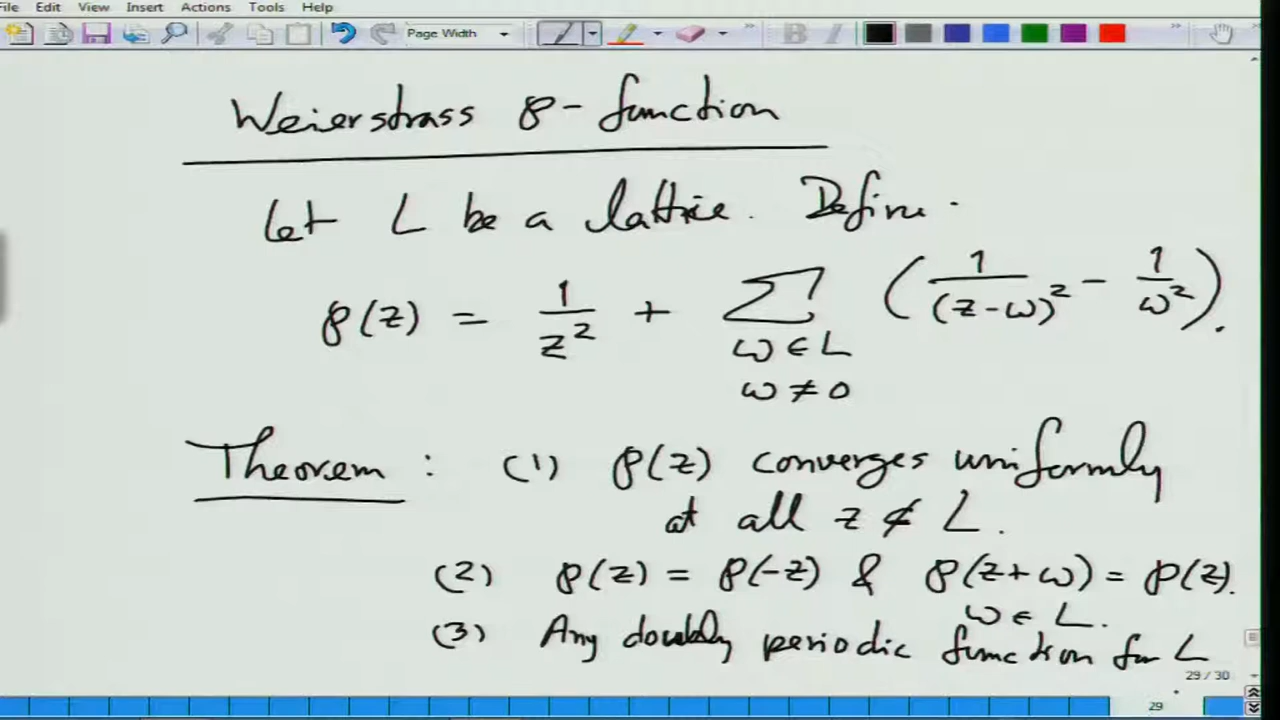 File Edit View Insert Actions Tools Help
Page Width
Weierstrass ℘-function
Let L be a lattice. Define.
℘(z) = 1/z² + Σ (1/(z-ω)² - 1/ω²).
ω ∈ L
ω ≠ 0
Theorem : (1) ℘(z) converges uniformly
at all z ∉ L.
(2) ℘(z) = ℘(-z) & ℘(z+ω) = ℘(z).
ω ∈ L.
(3) Any doubly periodic function for L
29 / 30
29